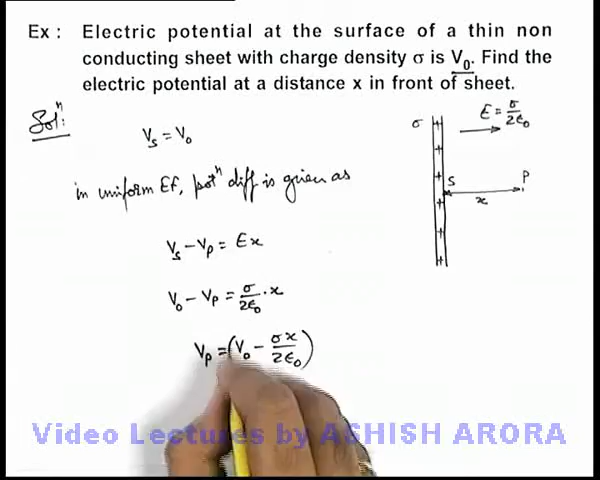 Ex : Electric potential at the surface of a thin non
conducting sheet with charge density σ is V₀. Find the
electric potential at a distance x in front of sheet.
Solⁿ:
Vₛ = V₀
in uniform EF, potⁿ diff is given as
Vₛ − Vₚ = Ex
V₀ − Vₚ = σ/2ε₀ · x
Vₚ = (V₀ − σx/2ε₀)
σ
E = σ/2ε₀
S
P
x
Video Lectures by ASHISH ARORA